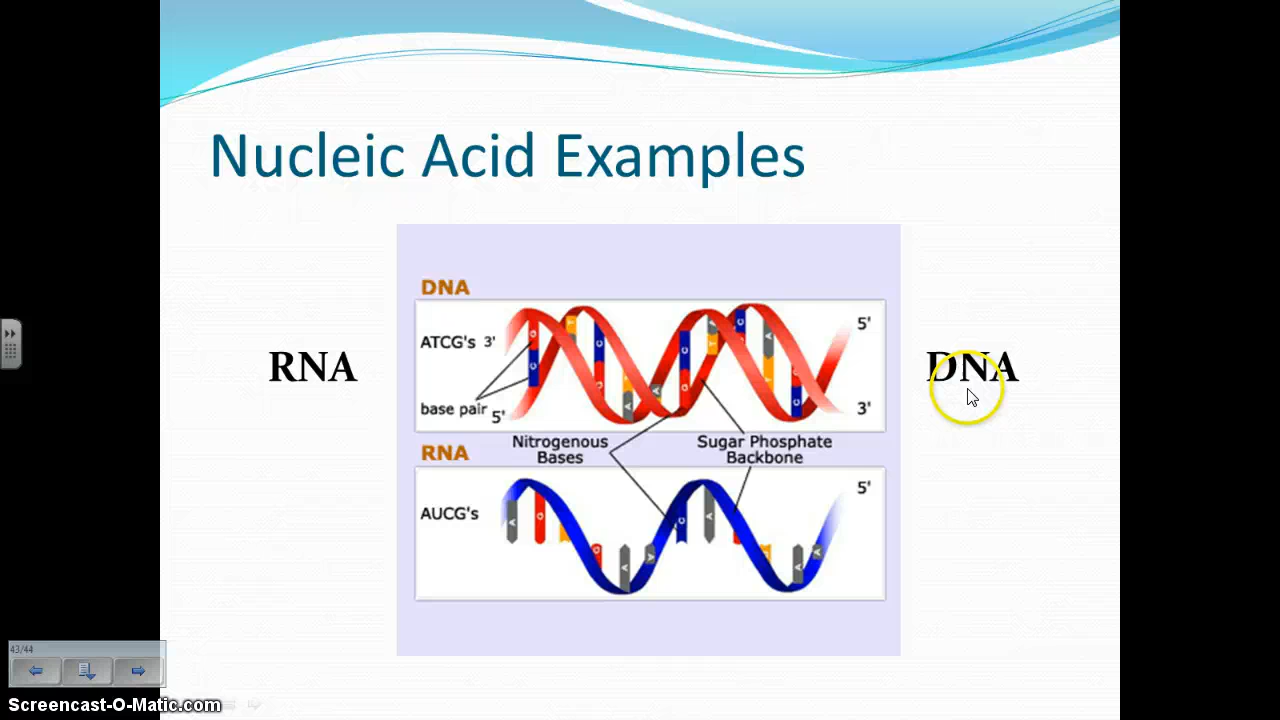 Nucleic Acid Examples
DNA
ATCG's 3'
5'
RNA
DNA
base pair 5'
3'
Nitrogenous
Bases
Sugar Phosphate
Backbone
RNA
AUCG's
5'
43/44
Screencast-O-Matic.com